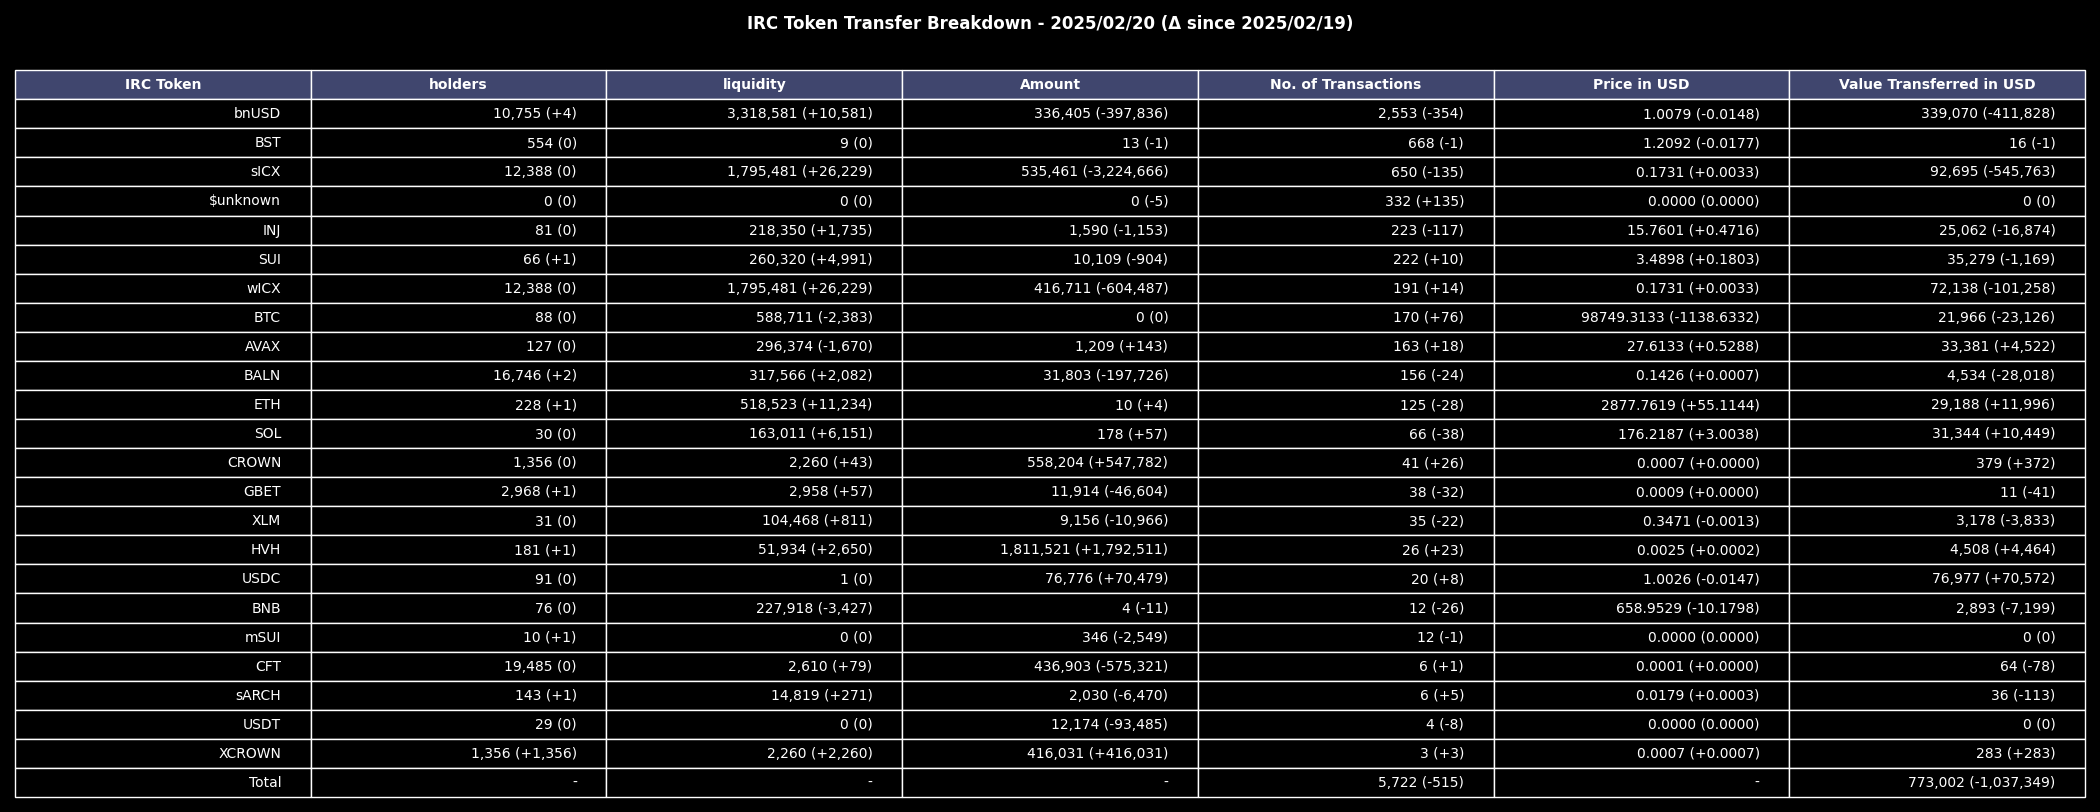 IRC Token Transfer Breakdown - 2025/02/20 (Δ since 2025/02/19)
IRC Token holders liquidity Amount No. of Transactions Price in USD Value Transferred in USD
bnUSD 10,755 (+4) 3,318,581 (+10,581) 336,405 (-397,836) 2,553 (-354) 1.0079 (-0.0148) 339,070 (-411,828)
BST 554 (0) 9 (0) 13 (-1) 668 (-1) 1.2092 (-0.0177) 16 (-1)
sICX 12,388 (0) 1,795,481 (+26,229) 535,461 (-3,224,666) 650 (-135) 0.1731 (+0.0033) 92,695 (-545,763)
$unknown 0 (0) 0 (0) 0 (-5) 332 (+135) 0.0000 (0.0000) 0 (0)
INJ 81 (0) 218,350 (+1,735) 1,590 (-1,153) 223 (-117) 15.7601 (+0.4716) 25,062 (-16,874)
SUI 66 (+1) 260,320 (+4,991) 10,109 (-904) 222 (+10) 3.4898 (+0.1803) 35,279 (-1,169)
wICX 12,388 (0) 1,795,481 (+26,229) 416,711 (-604,487) 191 (+14) 0.1731 (+0.0033) 72,138 (-101,258)
BTC 88 (0) 588,711 (-2,383) 0 (0) 170 (+76) 98749.3133 (-1138.6332) 21,966 (-23,126)
AVAX 127 (0) 296,374 (-1,670) 1,209 (+143) 163 (+18) 27.6133 (+0.5288) 33,381 (+4,522)
BALN 16,746 (+2) 317,566 (+2,082) 31,803 (-197,726) 156 (-24) 0.1426 (+0.0007) 4,534 (-28,018)
ETH 228 (+1) 518,523 (+11,234) 10 (+4) 125 (-28) 2877.7619 (+55.1144) 29,188 (+11,996)
SOL 30 (0) 163,011 (+6,151) 178 (+57) 66 (-38) 176.2187 (+3.0038) 31,344 (+10,449)
CROWN 1,356 (0) 2,260 (+43) 558,204 (+547,782) 41 (+26) 0.0007 (+0.0000) 379 (+372)
GBET 2,968 (+1) 2,958 (+57) 11,914 (-46,604) 38 (-32) 0.0009 (+0.0000) 11 (-41)
XLM 31 (0) 104,468 (+811) 9,156 (-10,966) 35 (-22) 0.3471 (-0.0013) 3,178 (-3,833)
HVH 181 (+1) 51,934 (+2,650) 1,811,521 (+1,792,511) 26 (+23) 0.0025 (+0.0002) 4,508 (+4,464)
USDC 91 (0) 1 (0) 76,776 (+70,479) 20 (+8) 1.0026 (-0.0147) 76,977 (+70,572)
BNB 76 (0) 227,918 (-3,427) 4 (-11) 12 (-26) 658.9529 (-10.1798) 2,893 (-7,199)
mSUI 10 (+1) 0 (0) 346 (-2,549) 12 (-1) 0.0000 (0.0000) 0 (0)
CFT 19,485 (0) 2,610 (+79) 436,903 (-575,321) 6 (+1) 0.0001 (+0.0000) 64 (-78)
sARCH 143 (+1) 14,819 (+271) 2,030 (-6,470) 6 (+5) 0.0179 (+0.0003) 36 (-113)
USDT 29 (0) 0 (0) 12,174 (-93,485) 4 (-8) 0.0000 (0.0000) 0 (0)
XCROWN 1,356 (+1,356) 2,260 (+2,260) 416,031 (+416,031) 3 (+3) 0.0007 (+0.0007) 283 (+283)
Total - - - 5,722 (-515) - 773,002 (-1,037,349)